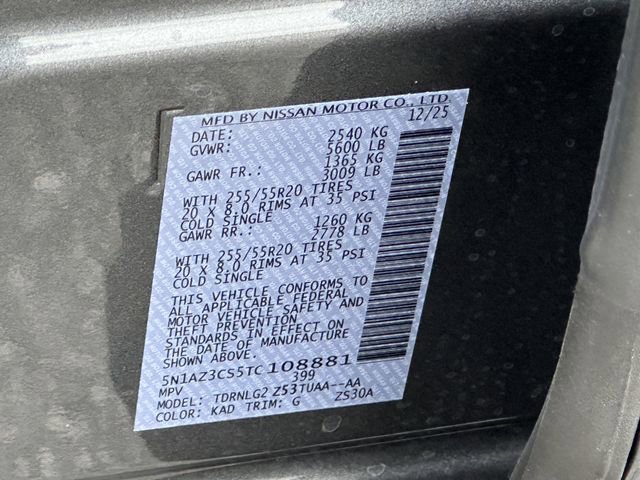 MFD BY NISSAN MOTOR CO., LTD.
DATE: 12/25
GVWR: 2540 KG
5600 LB
GAWR FR.: 1365 KG
3009 LB
WITH 255/55R20 TIRES
20 X 8.0 RIMS AT 35 PSI
COLD SINGLE
GAWR RR.: 1260 KG
2778 LB
WITH 255/55R20 TIRES
20 X 8.0 RIMS AT 35 PSI
COLD SINGLE
THIS VEHICLE CONFORMS TO
ALL APPLICABLE FEDERAL
MOTOR VEHICLE SAFETY AND
THEFT PREVENTION
STANDARDS IN EFFECT ON
THE DATE OF MANUFACTURE
SHOWN ABOVE.
5N1AZ3CS5TC108881
MPV 399
MODEL: TDRNLG2 Z53TUAA--AA
COLOR: KAD TRIM: G ZS30A